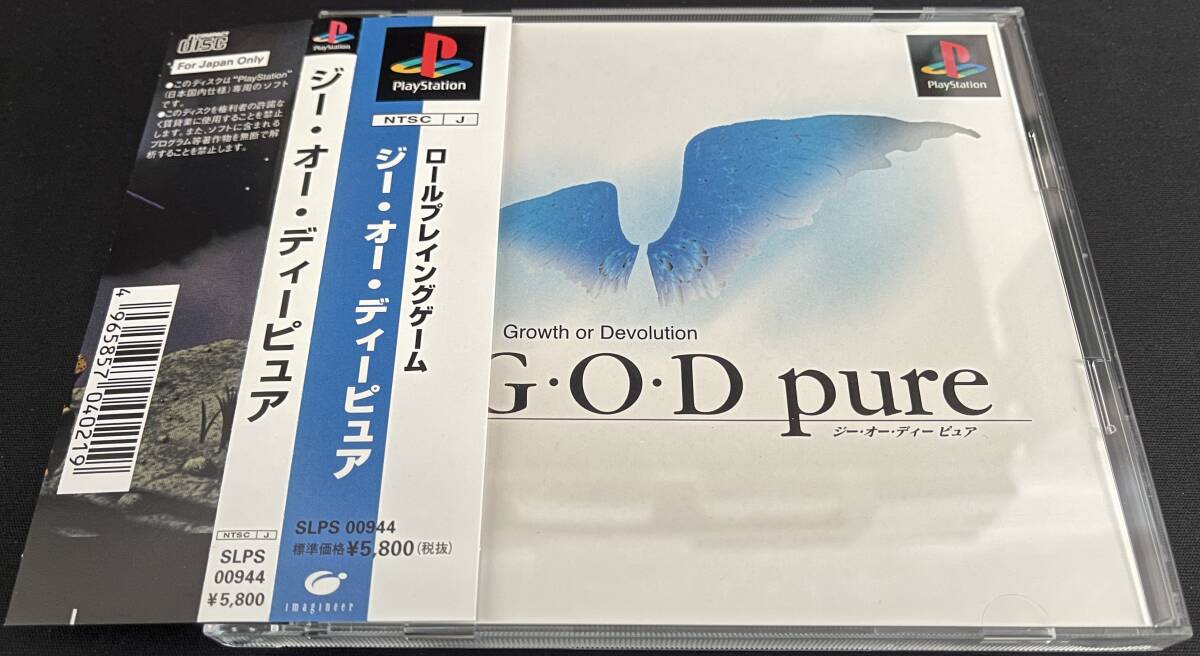 COMPACT
disc
For Japan Only
●このディスクは"PlayStation"
(日本国内仕様)専用のソフト
です。
●このディスクを権利者の許諾な
く賃貸業に使用することを禁止
します。また、ソフトに含まれる
プログラム等著作物を無断で解
析することを禁止します。
4965857040219
PlayStation
ジー・オー・ディーピュア
NTSC J
SLPS
00944
¥5,800
PlayStation
NTSC J
ロールプレイングゲーム
ジー・オー・ディーピュア
SLPS 00944
標準価格¥5,800(税抜)
imagineer
PlayStation
Growth or Devolution
G・O・D pure
ジー・オー・ディー ピュア